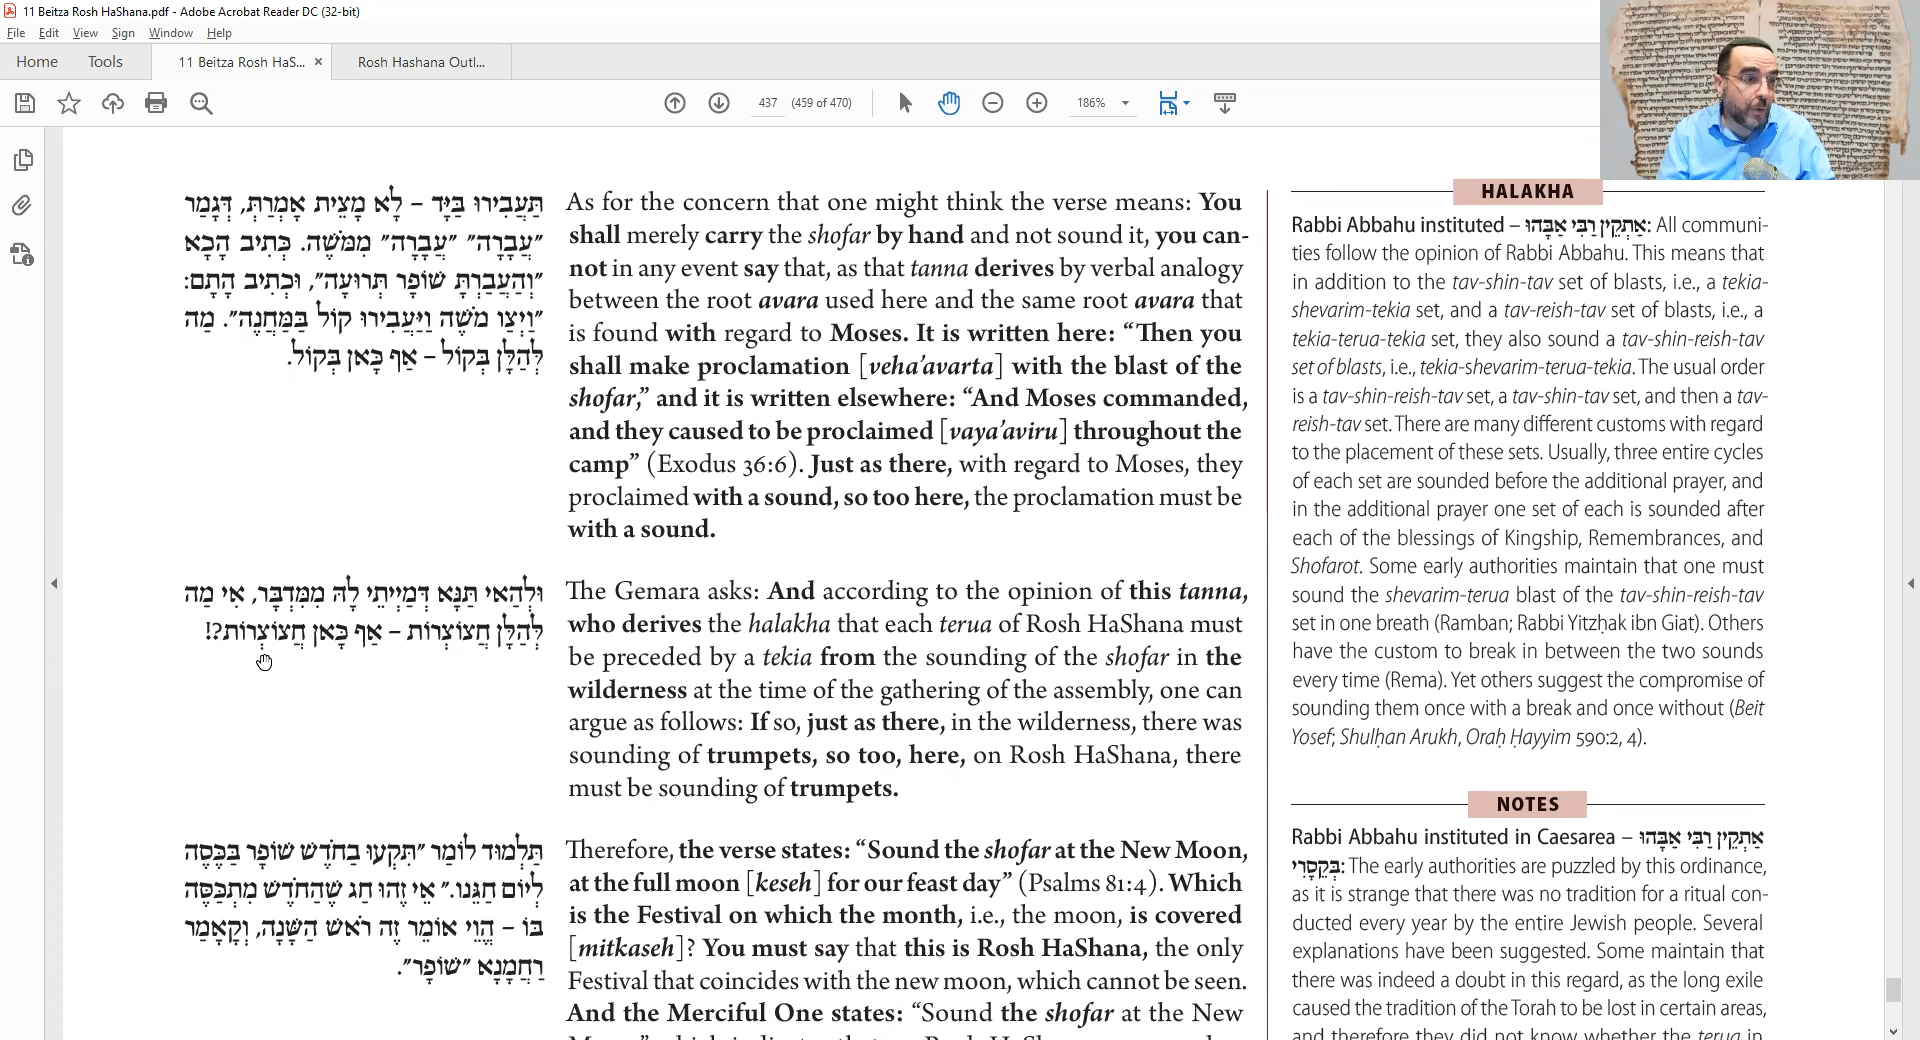 11 Beitza Rosh HaShana.pdf - Adobe Acrobat Reader DC (32-bit)
File Edit View Sign Window Help
Home Tools 11 Beitza Rosh HaS... × Rosh Hashana Outl...
437 (459 of 470) 186%
תַּעֲבִירוּ בַּיָּד – לָא מָצֵית אָמְרַתְּ, דְּגָמַר
״עֲבָרָה״ ״עֲבָרָה״ מִמֹּשֶׁה. כְּתִיב הָכָא
״וְהַעֲבַרְתָּ שׁוֹפַר תְּרוּעָה״, וּכְתִיב הָתָם:
״וַיְצַו מֹשֶׁה וַיַּעֲבִירוּ קוֹל בַּמַּחֲנֶה״. מַה
לְּהַלָּן בְּקוֹל – אַף כָּאן בְּקוֹל.
As for the concern that one might think the verse means: You
shall merely carry the shofar by hand and not sound it, you can-
not in any event say that, as that tanna derives by verbal analogy
between the root avara used here and the same root avara that
is found with regard to Moses. It is written here: “Then you
shall make proclamation [veha’avarta] with the blast of the
shofar,” and it is written elsewhere: “And Moses commanded,
and they caused to be proclaimed [vaya’aviru] throughout the
camp” (Exodus 36:6). Just as there, with regard to Moses, they
proclaimed with a sound, so too here, the proclamation must be
with a sound.
וּלְהַאי תַּנָּא דְּמַיְיתֵי לָהּ מִמִּדְבָּר, אִי מַה
לְּהַלָּן חֲצוֹצְרוֹת – אַף כָּאן חֲצוֹצְרוֹת?!
The Gemara asks: And according to the opinion of this tanna,
who derives the halakha that each terua of Rosh HaShana must
be preceded by a tekia from the sounding of the shofar in the
wilderness at the time of the gathering of the assembly, one can
argue as follows: If so, just as there, in the wilderness, there was
sounding of trumpets, so too, here, on Rosh HaShana, there
must be sounding of trumpets.
תַּלְמוּד לוֹמַר ״תִּקְעוּ בַחֹדֶשׁ שׁוֹפָר בַּכֶּסֶה
לְיוֹם חַגֵּנוּ.״ אֵי זֶהוּ חַג שֶׁהַחֹדֶשׁ מִתְכַּסֶּה
בּוֹ – הֱוֵי אוֹמֵר זֶה רֹאשׁ הַשָּׁנָה, וְקָאָמַר
רַחֲמָנָא ״שׁוֹפָר״.
Therefore, the verse states: “Sound the shofar at the New Moon,
at the full moon [keseh] for our feast day” (Psalms 81:4). Which
is the Festival on which the month, i.e., the moon, is covered
[mitkaseh]? You must say that this is Rosh HaShana, the only
Festival that coincides with the new moon, which cannot be seen.
And the Merciful One states: “Sound the shofar at the New
HALAKHA
Rabbi Abbahu instituted – אַתְקֵין רַבִּי אַבָּהוּ: All communi-
ties follow the opinion of Rabbi Abbahu. This means that
in addition to the tav-shin-tav set of blasts, i.e., a tekia-
shevarim-tekia set, and a tav-reish-tav set of blasts, i.e., a
tekia-terua-tekia set, they also sound a tav-shin-reish-tav
set of blasts, i.e., tekia-shevarim-terua-tekia. The usual order
is a tav-shin-reish-tav set, a tav-shin-tav set, and then a tav-
reish-tav set. There are many different customs with regard
to the placement of these sets. Usually, three entire cycles
of each set are sounded before the additional prayer, and
in the additional prayer one set of each is sounded after
each of the blessings of Kingship, Remembrances, and
Shofarot. Some early authorities maintain that one must
sound the shevarim-terua blast of the tav-shin-reish-tav
set in one breath (Ramban; Rabbi Yitzḥak ibn Giat). Others
have the custom to break in between the two sounds
every time (Rema). Yet others suggest the compromise of
sounding them once with a break and once without (Beit
Yosef; Shulḥan Arukh, Oraḥ Ḥayyim 590:2, 4).
NOTES
Rabbi Abbahu instituted in Caesarea – אַתְקֵין רַבִּי אַבָּהוּ
בְּקֵסָרִי: The early authorities are puzzled by this ordinance,
as it is strange that there was no tradition for a ritual con-
ducted every year by the entire Jewish people. Several
explanations have been suggested. Some maintain that
there was indeed a doubt in this regard, as the long exile
caused the tradition of the Torah to be lost in certain areas,
and therefore they did not know whether the terua in